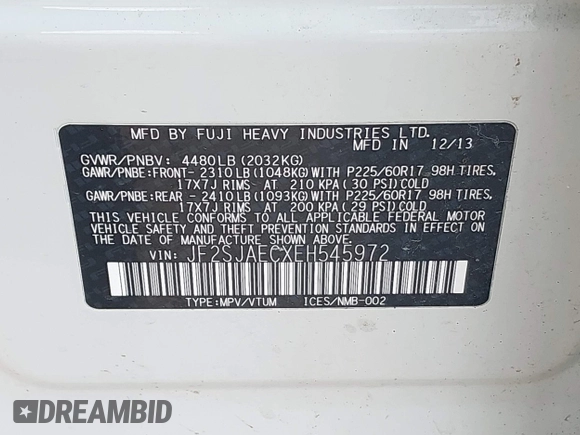 MFD BY FUJI HEAVY INDUSTRIES LTD.
MFD IN 12/13
GVWR/PNBV: 4480LB (2032KG)
GAWR/PNBE:FRONT- 2310LB (1048KG) WITH P225/60R17 98H TIRES.
17X7J RIMS AT 210 KPA (30 PSI) COLD
GAWR/PNBE:REAR - 2410LB (1093KG) WITH P225/60R17 98H TIRES.
17X7J RIMS AT 200 KPA (29 PSI) COLD
THIS VEHICLE CONFORMS TO ALL APPLICABLE FEDERAL MOTOR
VEHICLE SAFETY AND THEFT PREVENTION STANDARDS IN EFFECT ON
THE DATE OF MANUFACTURE SHOWN ABOVE.
VIN: JF2SJAECXEH545972
TYPE:MPV/VTUM ICES/NMB-002
DREAMBID